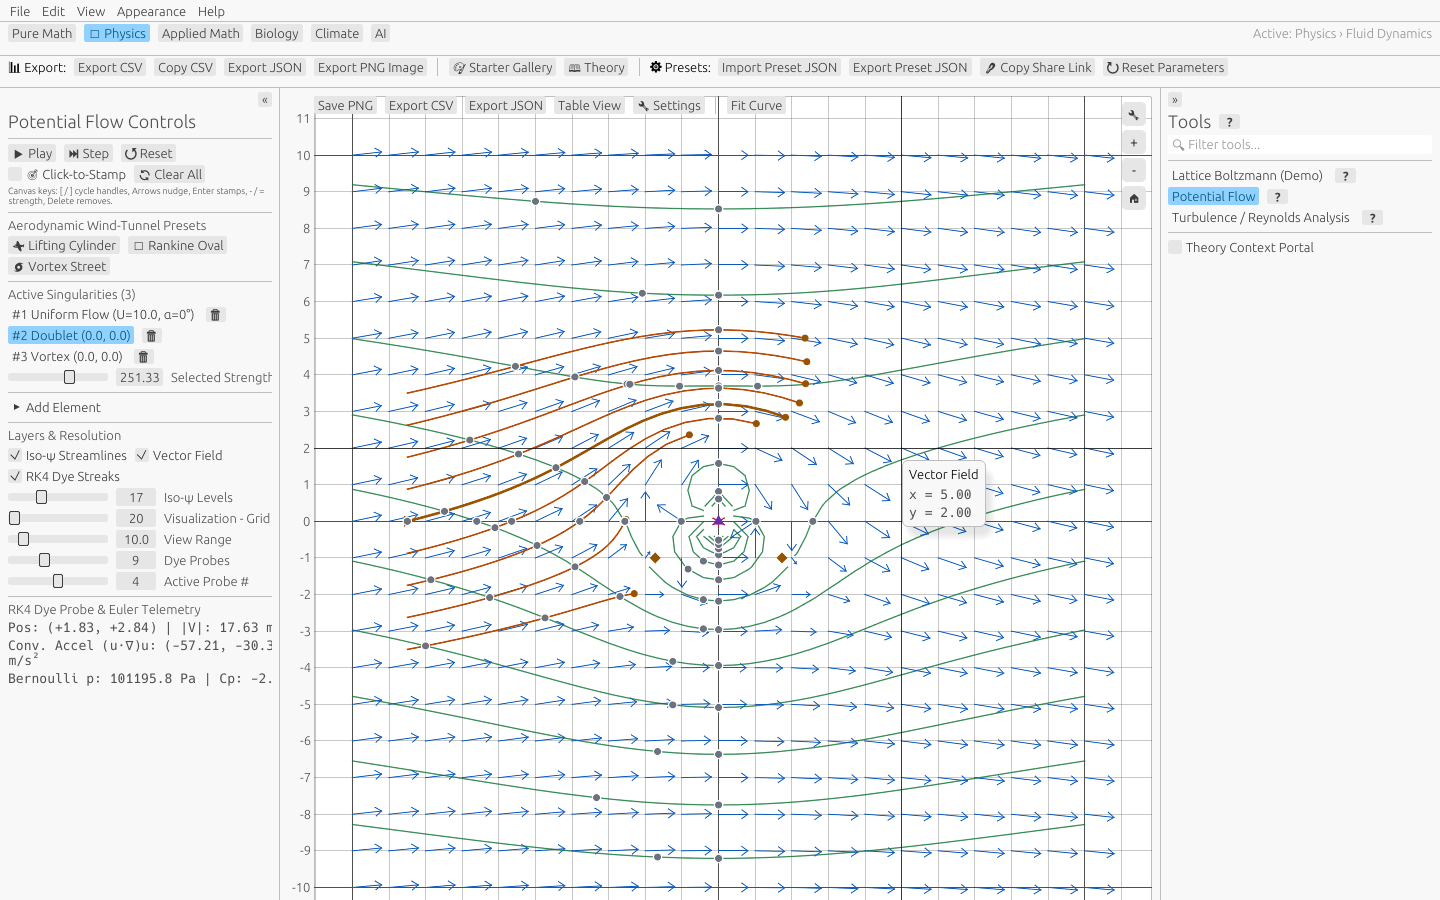 File Edit View Appearance Help
Pure Math Physics Applied Math Biology Climate AI Active: Physics › Fluid Dynamics
Export: Export CSV Copy CSV Export JSON Export PNG Image Starter Gallery Theory Presets: Import Preset JSON Export Preset JSON Copy Share Link Reset Parameters
«
Potential Flow Controls
Play Step Reset
Click-to-Stamp Clear All
Canvas keys: [ / ] cycle handles, Arrows nudge, Enter stamps, - / = strength, Delete removes.
Aerodynamic Wind-Tunnel Presets
Lifting Cylinder Rankine Oval
Vortex Street
Active Singularities (3)
#1 Uniform Flow (U=10.0, α=0°)
#2 Doublet (0.0, 0.0)
#3 Vortex (0.0, 0.0)
251.33 Selected Strength
Add Element
Layers & Resolution
Iso-ψ Streamlines Vector Field
RK4 Dye Streaks
17 Iso-ψ Levels
20 Visualization - Grid
10.0 View Range
9 Dye Probes
4 Active Probe #
RK4 Dye Probe & Euler Telemetry
Pos: (+1.83, +2.84) | |V|: 17.63 m
Conv. Accel (u·∇)u: (-57.21, -30.3
m/s²
Bernoulli p: 101195.8 Pa | Cp: -2.
Save PNG Export CSV Export JSON Table View Settings Fit Curve
+
-
11
10
9
8
7
6
5
4
3
2
1
0
-1
-2
-3
-4
-5
-6
-7
-8
-9
-10
Vector Field
x = 5.00
y = 2.00
»
Tools ?
Filter tools...
Lattice Boltzmann (Demo) ?
Potential Flow ?
Turbulence / Reynolds Analysis ?
Theory Context Portal